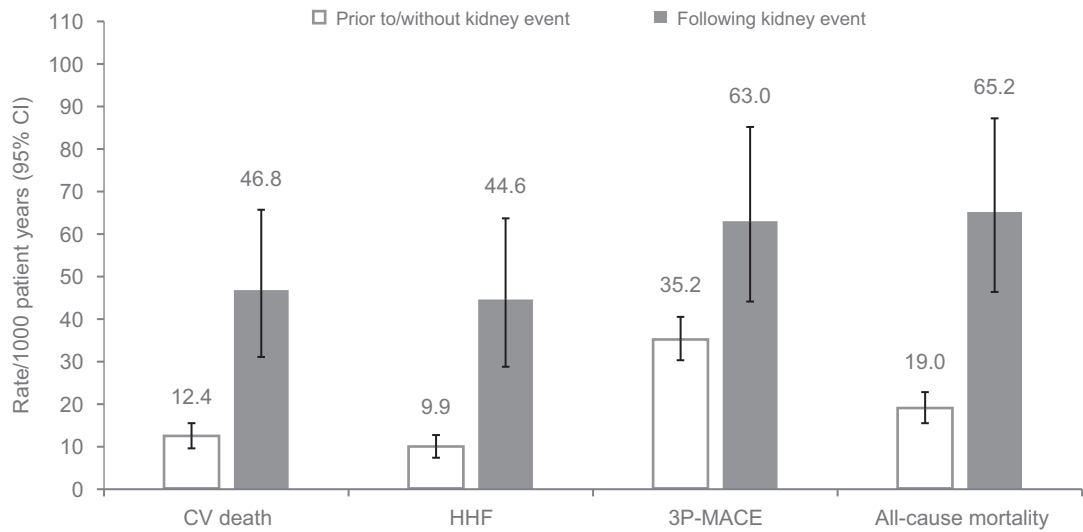 Prior to/without kidney event
Following kidney event
Rate/1000 patient years (95% CI)
110
100
90
80
70
60
50
40
30
20
10
0
12.4
46.8
9.9
44.6
35.2
63.0
19.0
65.2
CV death
HHF
3P-MACE
All-cause mortality